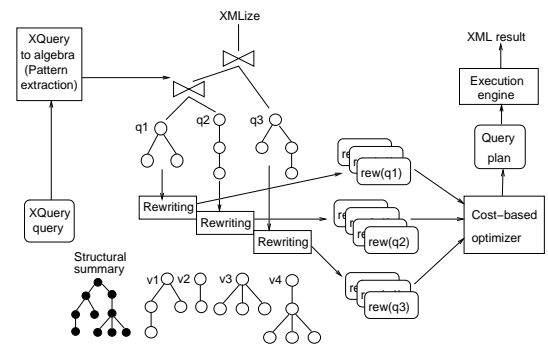 XMLize
XQuery
to algebra
(Pattern
extraction)
XML result
Execution
engine
q1
q2
q3
Query
plan
rew(q1)
Rewriting
Rewriting
Rewriting
rew(q2)
rew(q3)
Cost-based
optimizer
XQuery
query
Structural
summary
v1
v2
v3
v4